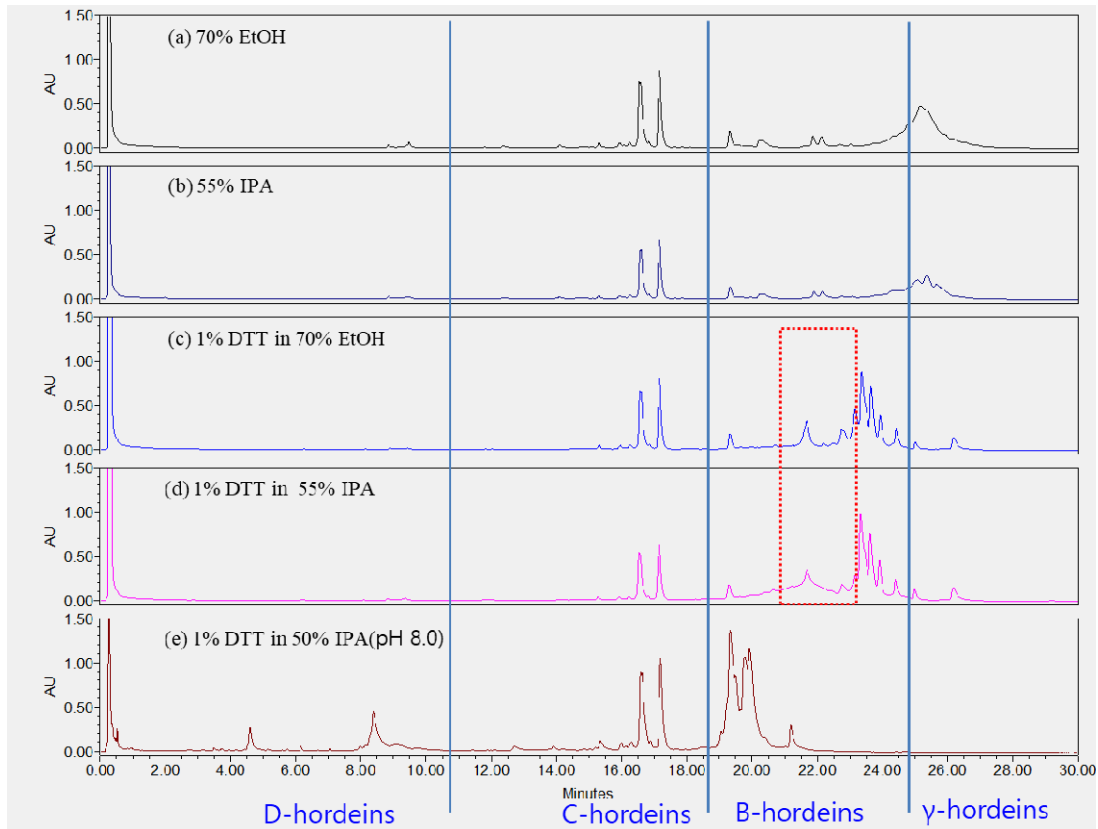 1.50
(a) 70% EtOH
1.00
AU
0.50
0.00
1.50
(b) 55% IPA
1.00
AU
0.50
0.00
1.50
(c) 1% DTT in 70% EtOH
1.00
AU
0.50
0.00
1.50
(d) 1% DTT in 55% IPA
1.00
AU
0.50
0.00
1.50
(e) 1% DTT in 50% IPA(pH 8.0)
1.00
AU
0.50
0.00
0.00 2.00 4.00 6.00 8.00 10.00 12.00 14.00 16.00 18.00 20.00 22.00 24.00 26.00 28.00 30.00
Minutes
D-hordeins C-hordeins B-hordeins γ-hordeins